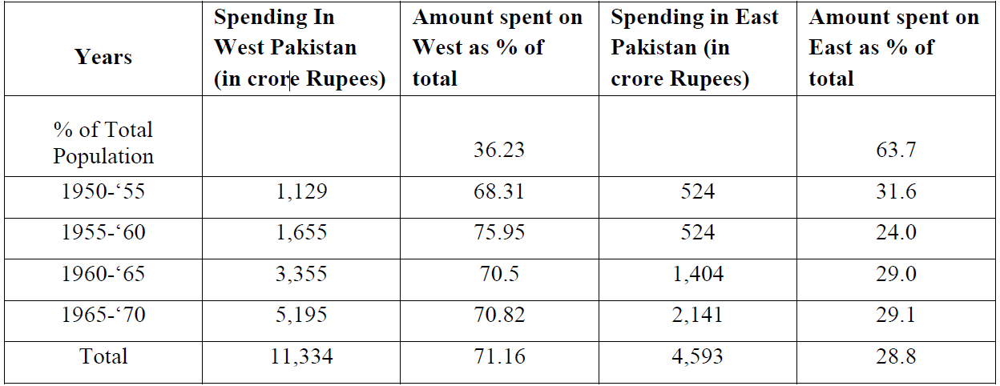 Years
Spending In
West Pakistan
(in crore Rupees)
Amount spent on
West as % of
total
Spending in East
Pakistan (in
crore Rupees)
Amount spent on
East as % of
total
% of Total
Population
36.23
63.7
1950-‘55 1,129 68.31 524 31.6
1955-‘60 1,655 75.95 524 24.0
1960-‘65 3,355 70.5 1,404 29.0
1965-‘70 5,195 70.82 2,141 29.1
Total 11,334 71.16 4,593 28.8